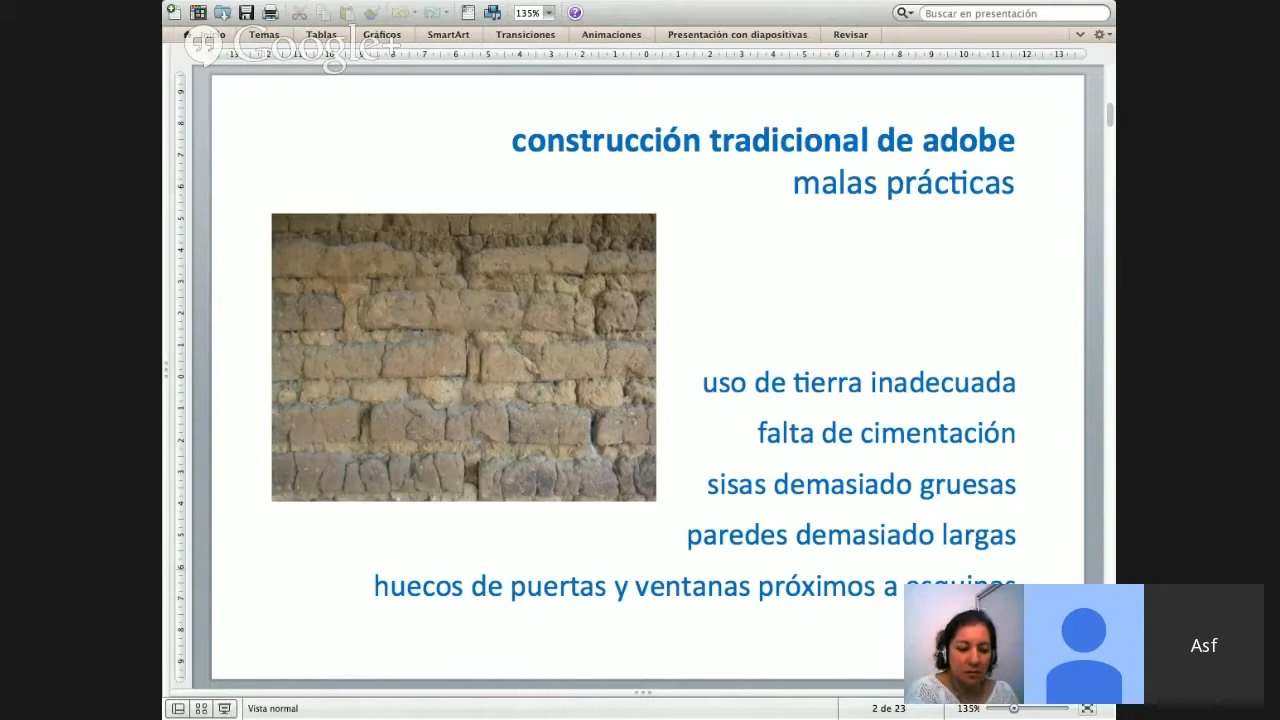 135%
Buscar en presentación
Inicio Temas Tablas Gráficos SmartArt Transiciones Animaciones Presentación con diapositivas Revisar
Google+
construcción tradicional de adobe
malas prácticas
uso de tierra inadecuada
falta de cimentación
sisas demasiado gruesas
paredes demasiado largas
huecos de puertas y ventanas próximos a esquinas
Asf
Vista normal
2 de 23
135%